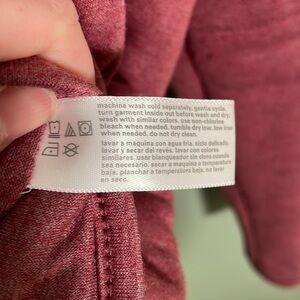 machine wash cold separately, gentle cycle.
turn garment inside out before wash and dry.
wash with similar colors. use non-chlorine
bleach when needed. tumble dry low. low iron
when needed. do not dry clean.
lavar a maquina con agua fria, ciclo delicado.
lavar y secar del revés. lavar con colores
similares. usar blanqueador sin cloro cuando
sea necesario. secar a maquina a temperatura
baja. planchar a temperatura baja. no lavar
en seco.